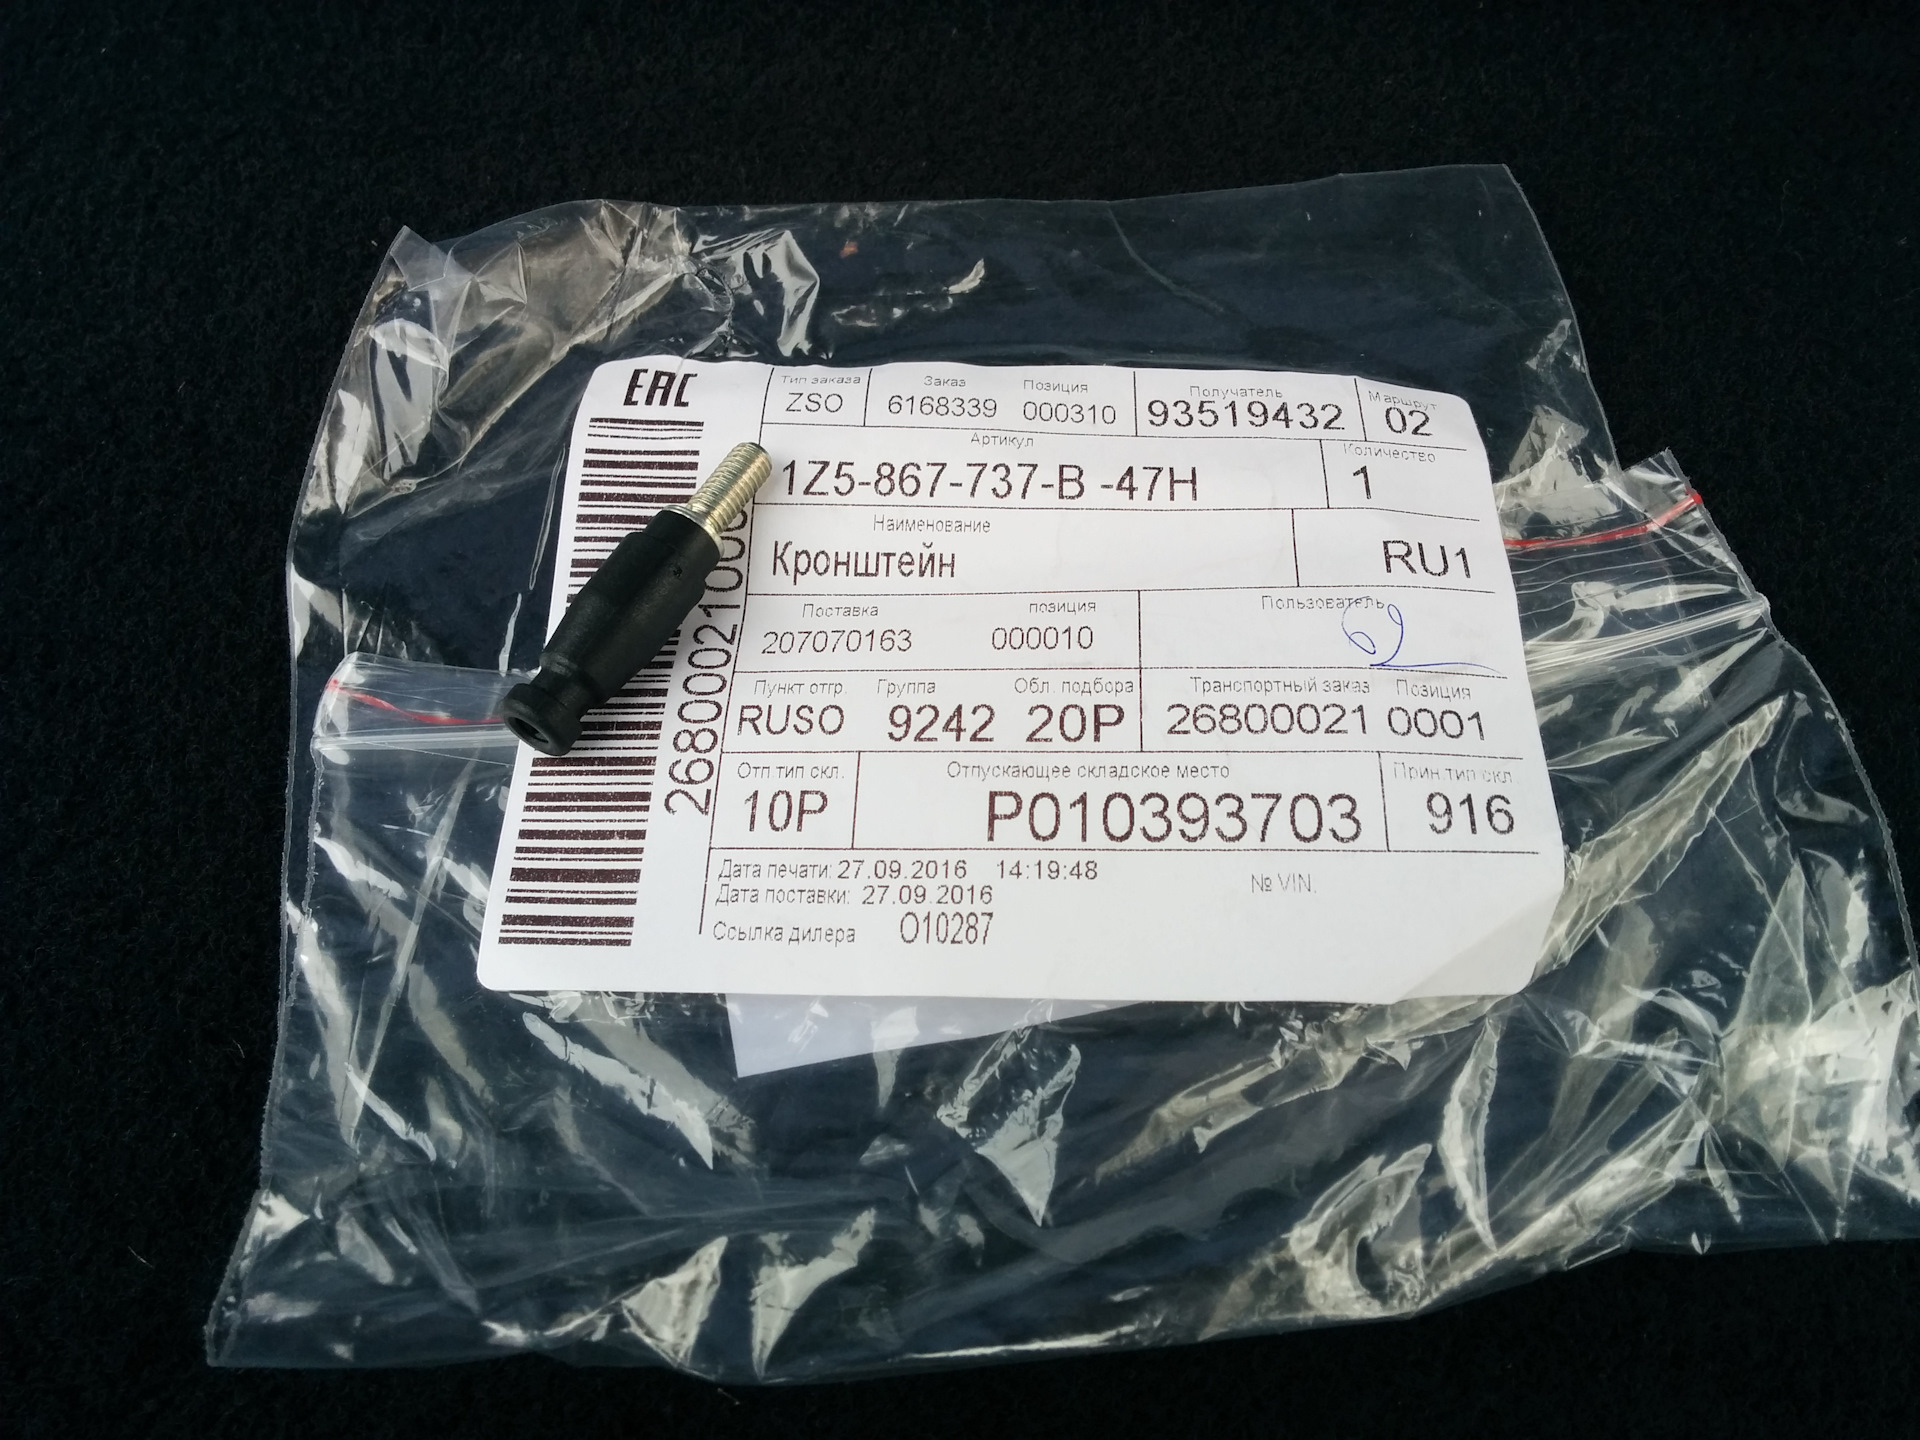 EAC
Тип заказа Заказ Позиция Получатель Маршрут
ZSO 6168339 000310 93519432 02
Артикул Количество
1Z5-867-737-B -47H 1
Наименование
Кронштейн RU1
Поставка позиция Пользователь
207070163 000010
Пункт отгр. Группа Обл. подбора Транспортный заказ Позиция
RUSO 9242 20P 26800021 0001
Отп.тип скл. Отпускающее складское место Прин.тип скл.
10P P010393703 916
Дата печати: 27.09.2016 14:19:48 № VIN.
Дата поставки: 27.09.2016
Ссылка дилера O10287